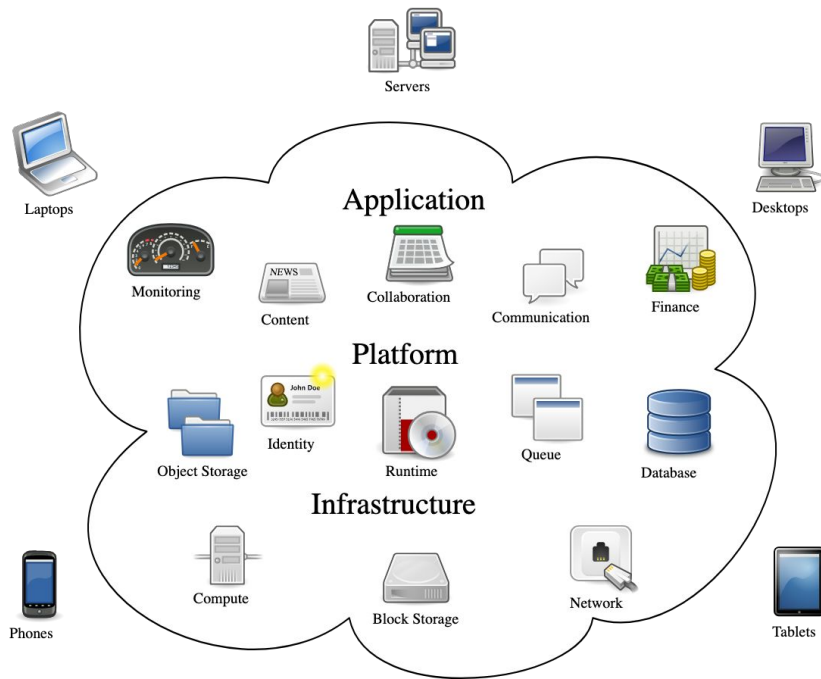 Servers
Laptops
Desktops
Application
Monitoring
NEWS
Content
Collaboration
Communication
Finance
Platform
Object Storage
John Doe
Identity
Runtime
Queue
Database
Infrastructure
Compute
Block Storage
Network
Phones
Tablets